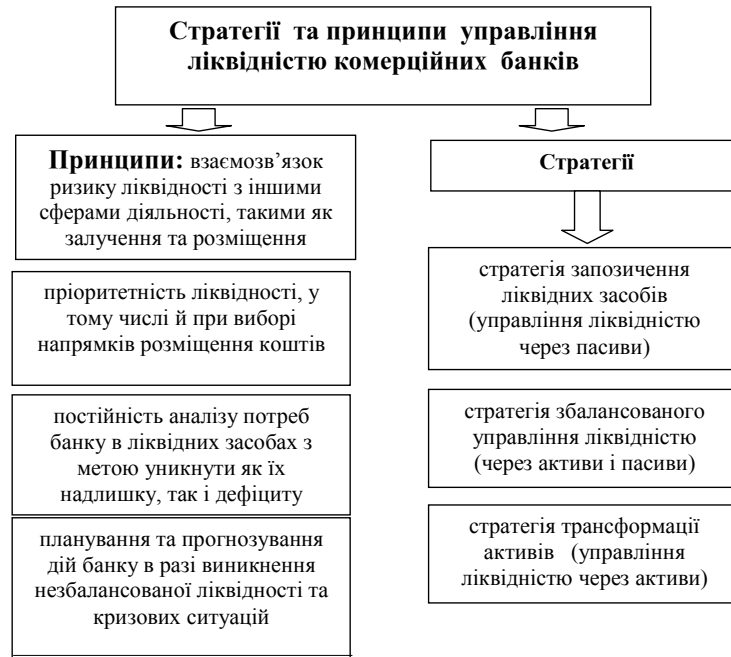 Стратегії та принципи управління
ліквідністю комерційних банків
Принципи: взаємозв’язок
ризику ліквідності з іншими
сферами діяльності, такими як
залучення та розміщення
пріоритетність ліквідності, у
тому числі й при виборі
напрямків розміщення коштів
постійність аналізу потреб
банку в ліквідних засобах з
метою уникнути як їх
надлишку, так і дефіциту
планування та прогнозування
дій банку в разі виникнення
незбалансованої ліквідності та
кризових ситуацій
Стратегії
стратегія запозичення
ліквідних засобів
(управління ліквідністю
через пасиви)
стратегія збалансованого
управління ліквідністю
(через активи і пасиви)
стратегія трансформації
активів (управління
ліквідністю через активи)